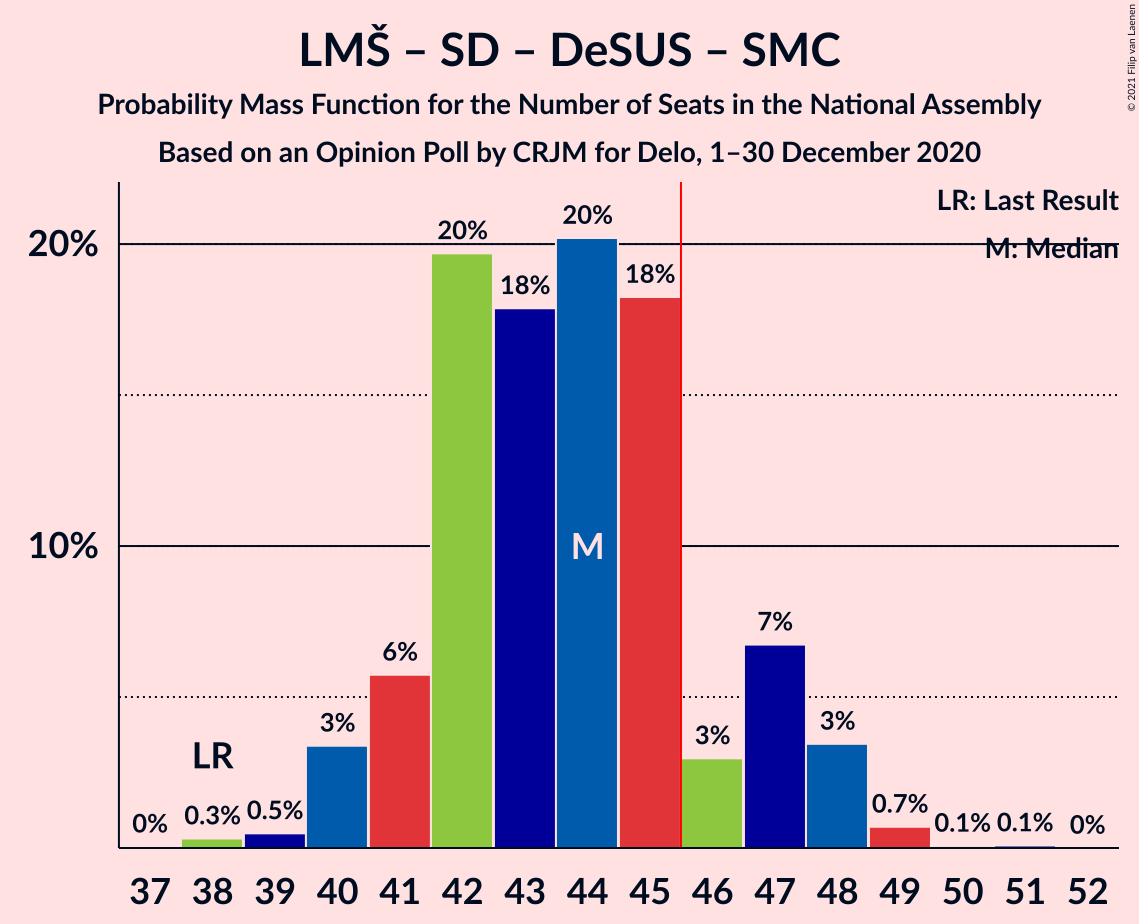 LMŠ – SD – DeSUS – SMC
Probability Mass Function for the Number of Seats in the National Assembly
Based on an Opinion Poll by CRJM for Delo, 1–30 December 2020
© 2021 Filip van Laenen
LR: Last Result
M: Median
20%
10%
0%
0.3%
0.5%
3%
6%
20%
18%
20%
18%
3%
7%
3%
0.7%
0.1%
0.1%
0%
LR
M
37 38 39 40 41 42 43 44 45 46 47 48 49 50 51 52